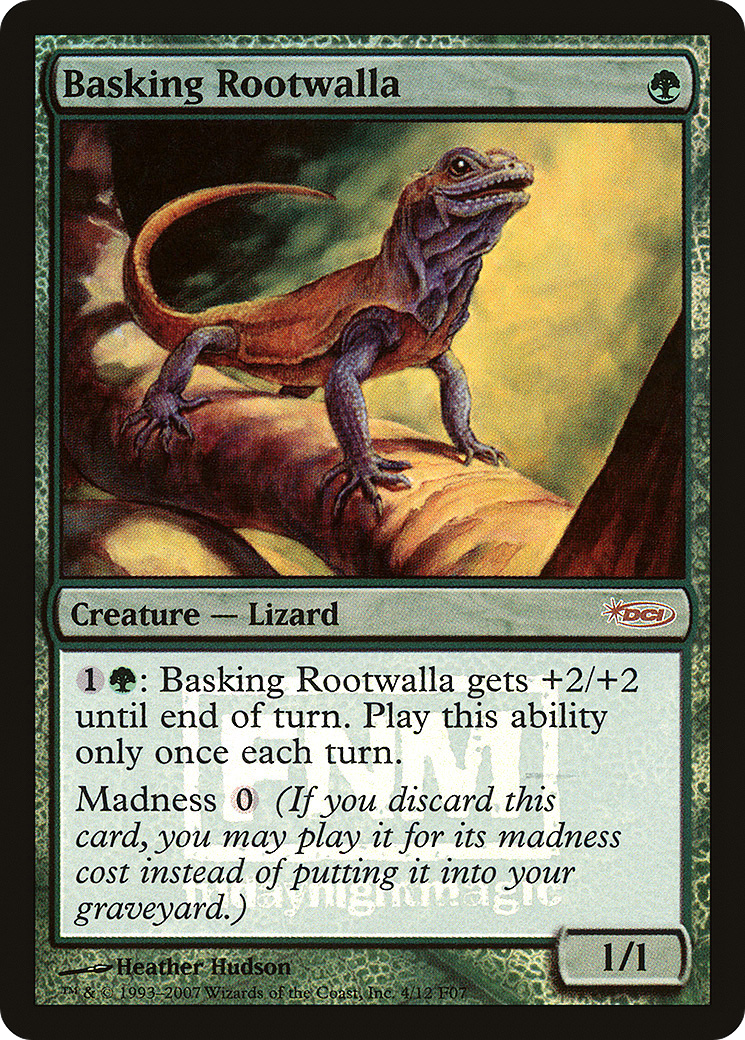 Basking Rootwalla
Creature — Lizard
DCI
1 : Basking Rootwalla gets +2/+2
until end of turn. Play this ability
only once each turn.
Madness 0 (If you discard this
card, you may play it for its madness
cost instead of putting it into your
graveyard.)
FNM
fridaynightmagic
1/1
Heather Hudson
™ & © 1993–2007 Wizards of the Coast, Inc. 4/12 F07